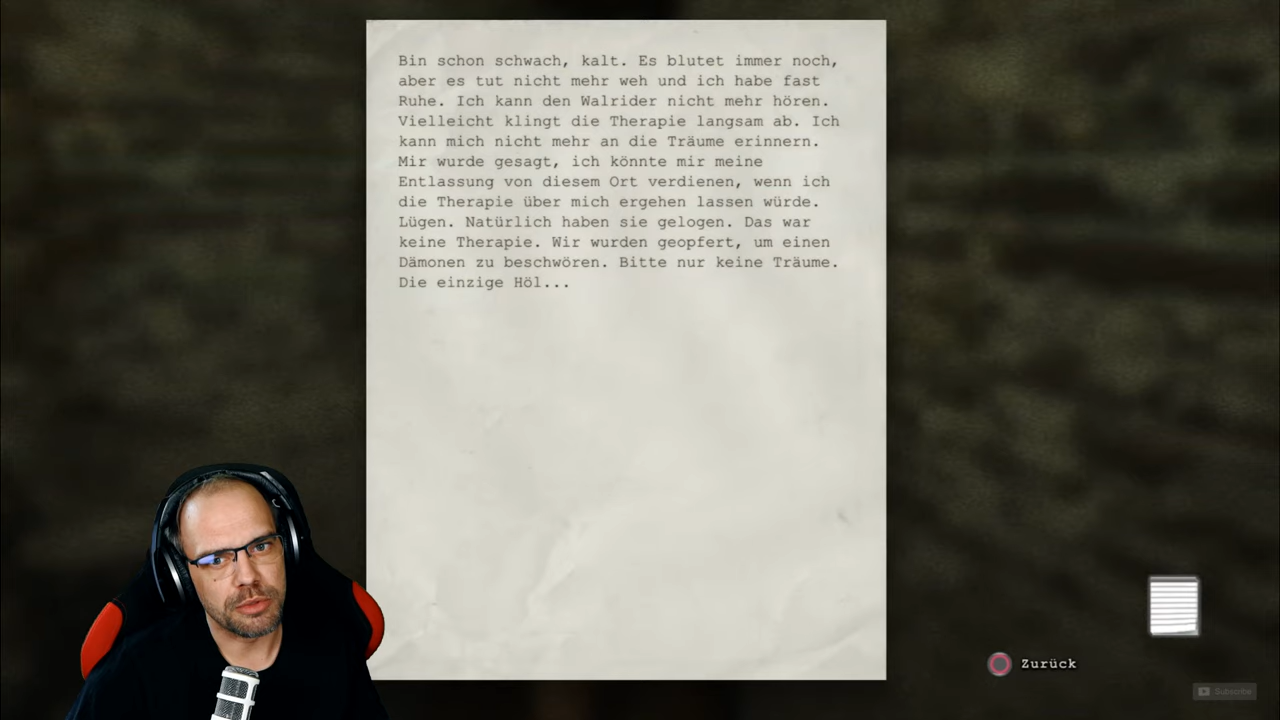 Bin schon schwach, kalt. Es blutet immer noch,
aber es tut nicht mehr weh und ich habe fast
Ruhe. Ich kann den Walrider nicht mehr hören.
Vielleicht klingt die Therapie langsam ab. Ich
kann mich nicht mehr an die Träume erinnern.
Mir wurde gesagt, ich könnte mir meine
Entlassung von diesem Ort verdienen, wenn ich
die Therapie über mich ergehen lassen würde.
Lügen. Natürlich haben sie gelogen. Das war
keine Therapie. Wir wurden geopfert, um einen
Dämonen zu beschwören. Bitte nur keine Träume.
Die einzige Höl...
Zurück
Subscribe